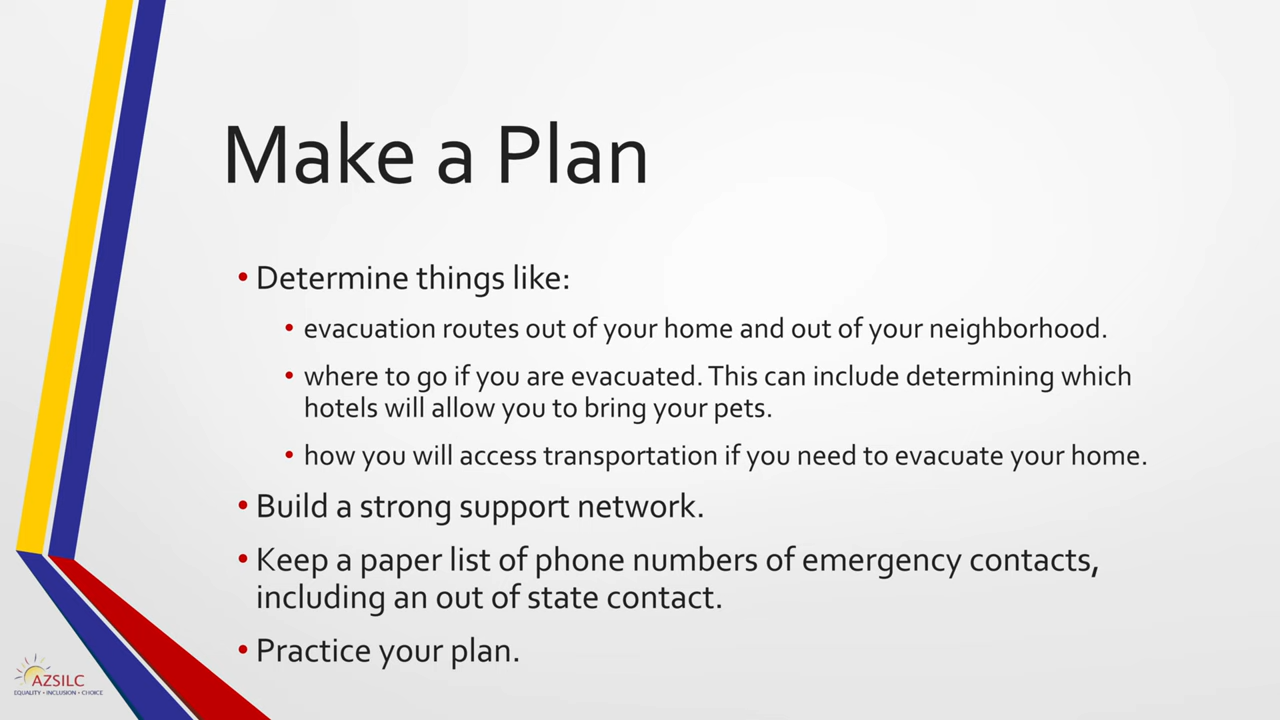 Make a Plan
• Determine things like:
• evacuation routes out of your home and out of your neighborhood.
• where to go if you are evacuated. This can include determining which
hotels will allow you to bring your pets.
• how you will access transportation if you need to evacuate your home.
• Build a strong support network.
• Keep a paper list of phone numbers of emergency contacts,
including an out of state contact.
• Practice your plan.
AZSILC
EQUALITY • INCLUSION • CHOICE